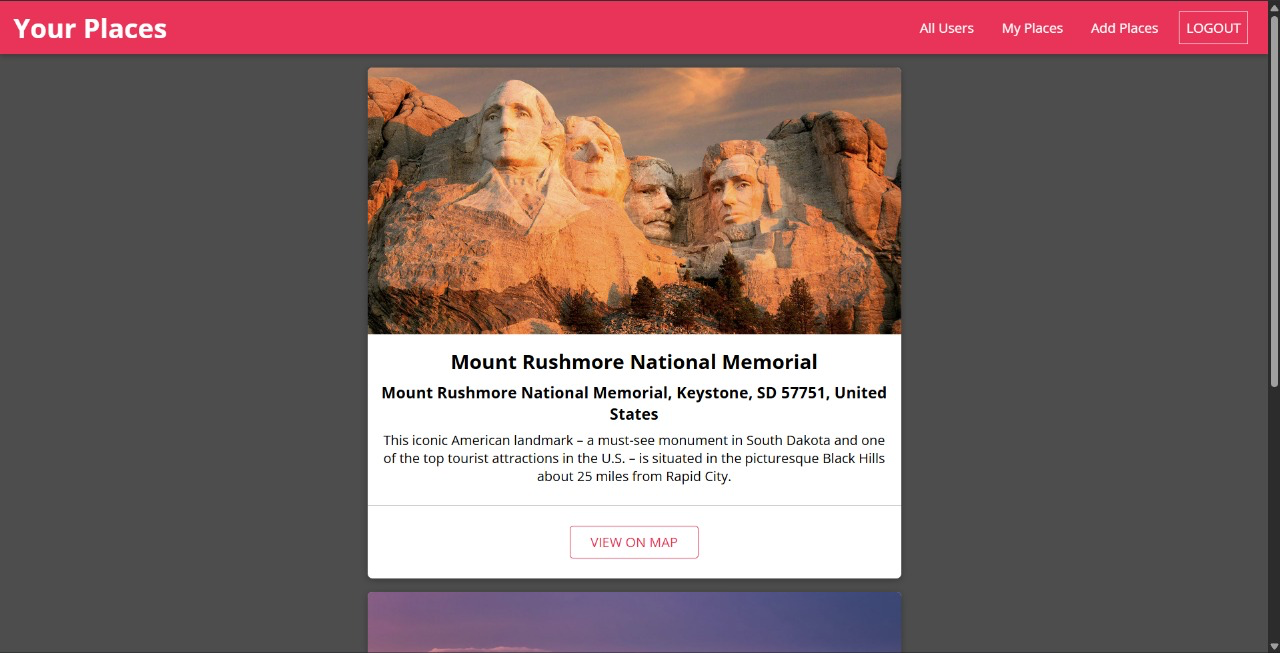 Your Places
All Users
My Places
Add Places
LOGOUT
Mount Rushmore National Memorial
Mount Rushmore National Memorial, Keystone, SD 57751, United
States
This iconic American landmark – a must-see monument in South Dakota and one
of the top tourist attractions in the U.S. – is situated in the picturesque Black Hills
about 25 miles from Rapid City.
VIEW ON MAP